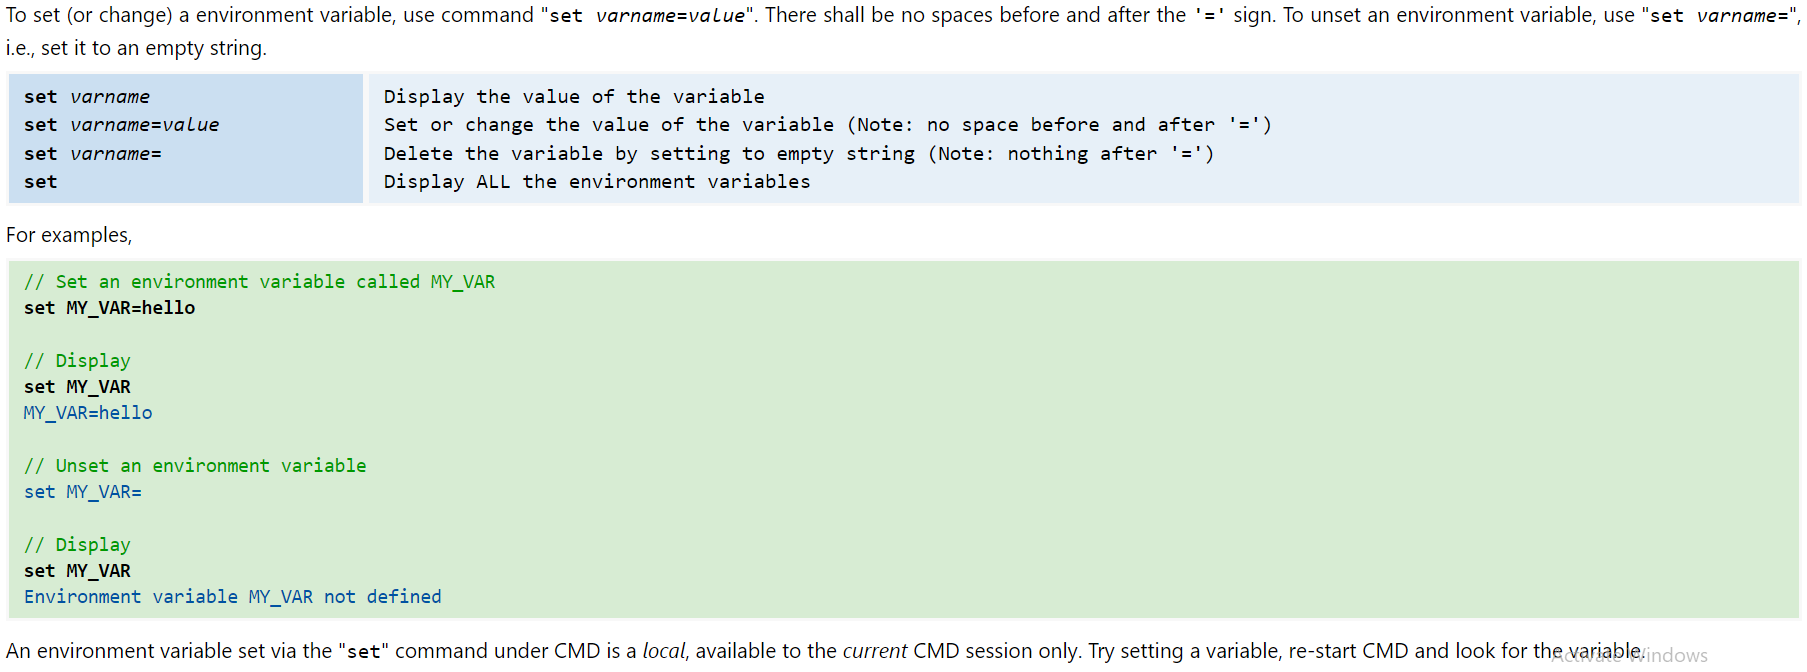 To set (or change) a environment variable, use command "set varname=value". There shall be no spaces before and after the '=' sign. To unset an environment variable, use "set varname=",
i.e., set it to an empty string.
set varname Display the value of the variable
set varname=value Set or change the value of the variable (Note: no space before and after '=')
set varname= Delete the variable by setting to empty string (Note: nothing after '=')
set Display ALL the environment variables
For examples,
// Set an environment variable called MY_VAR
set MY_VAR=hello
// Display
set MY_VAR
MY_VAR=hello
// Unset an environment variable
set MY_VAR=
// Display
set MY_VAR
Environment variable MY_VAR not defined
An environment variable set via the "set" command under CMD is a local, available to the current CMD session only. Try setting a variable, re-start CMD and look for the variable.
Activate Windows